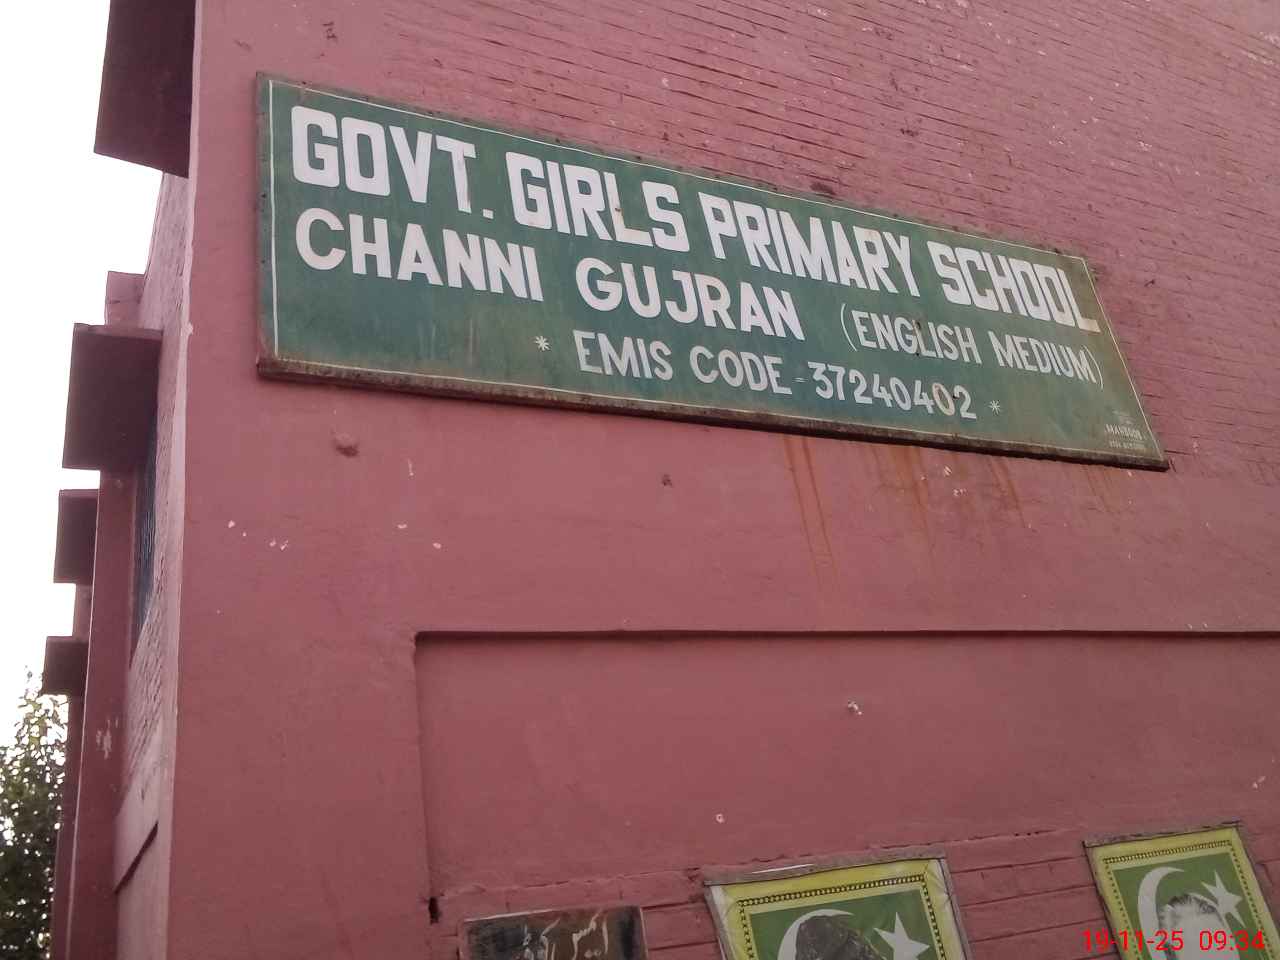 GOVT. GIRLS PRIMARY SCHOOL
CHANNI GUJRAN (ENGLISH MEDIUM)
* EMIS CODE = 37240402 *
19-11-25 09:34